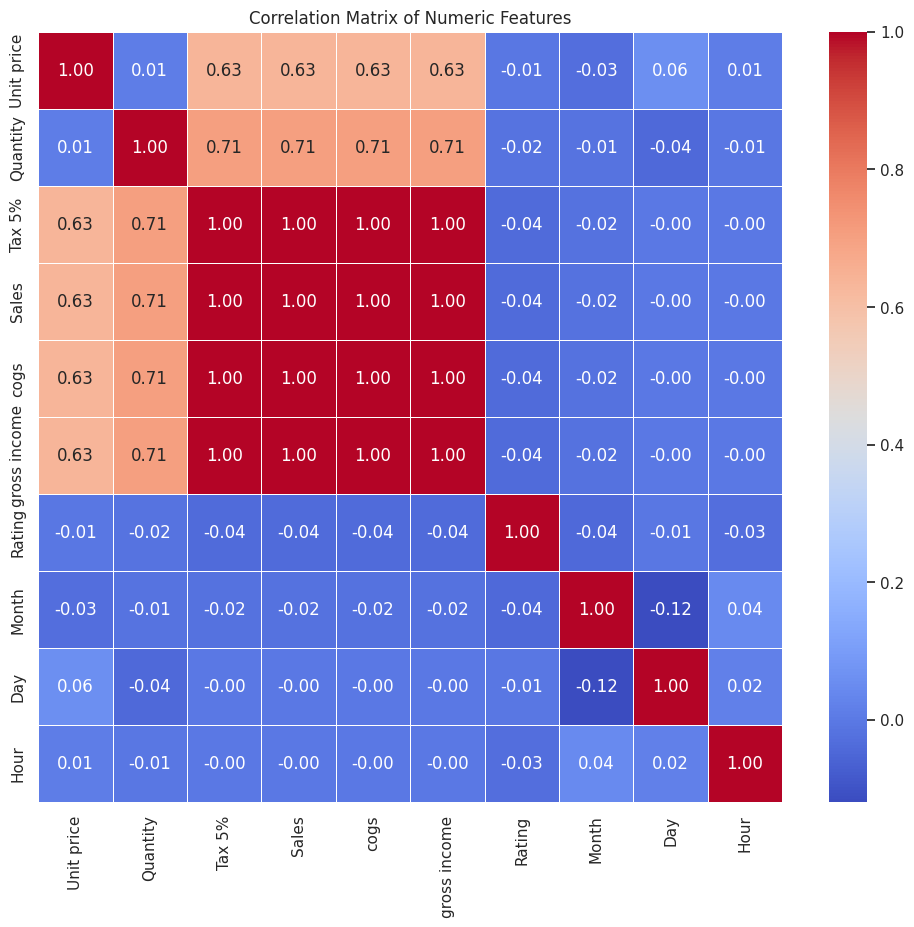 Correlation Matrix of Numeric Features
Unit price 1.00 0.01 0.63 0.63 0.63 0.63 -0.01 -0.03 0.06 0.01
Quantity 0.01 1.00 0.71 0.71 0.71 0.71 -0.02 -0.01 -0.04 -0.01
Tax 5% 0.63 0.71 1.00 1.00 1.00 1.00 -0.04 -0.02 -0.00 -0.00
Sales 0.63 0.71 1.00 1.00 1.00 1.00 -0.04 -0.02 -0.00 -0.00
cogs 0.63 0.71 1.00 1.00 1.00 1.00 -0.04 -0.02 -0.00 -0.00
gross income 0.63 0.71 1.00 1.00 1.00 1.00 -0.04 -0.02 -0.00 -0.00
Rating -0.01 -0.02 -0.04 -0.04 -0.04 -0.04 1.00 -0.04 -0.01 -0.03
Month -0.03 -0.01 -0.02 -0.02 -0.02 -0.02 -0.04 1.00 -0.12 0.04
Day 0.06 -0.04 -0.00 -0.00 -0.00 -0.00 -0.01 -0.12 1.00 0.02
Hour 0.01 -0.01 -0.00 -0.00 -0.00 -0.00 -0.03 0.04 0.02 1.00
Unit price Quantity Tax 5% Sales cogs gross income Rating Month Day Hour
1.0
0.8
0.6
0.4
0.2
0.0